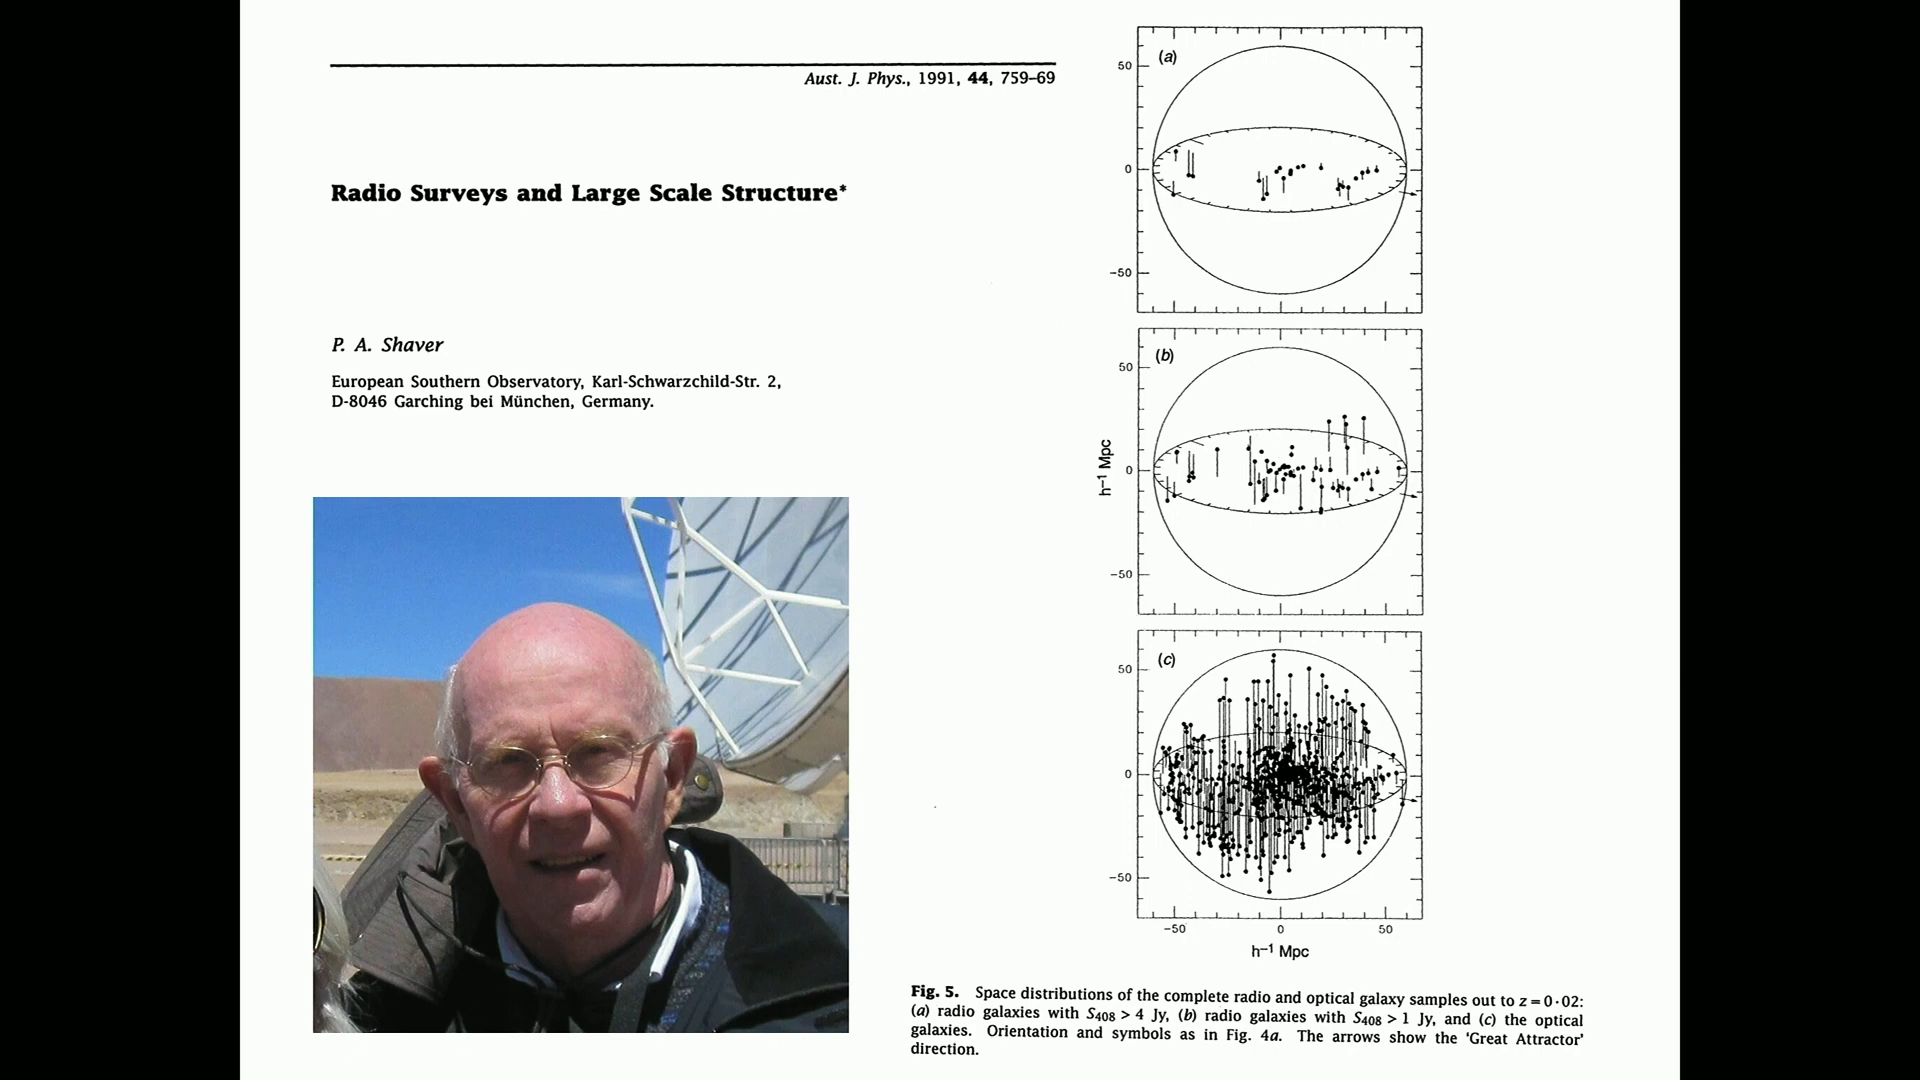 Aust. J. Phys., 1991, 44, 759–69
Radio Surveys and Large Scale Structure*
P. A. Shaver
European Southern Observatory, Karl-Schwarzchild-Str. 2,
D-8046 Garching bei München, Germany.
(a)
50
0
−50
(b)
50
0
−50
h−1 Mpc
(c)
50
0
−50
−50 0 50
h−1 Mpc
Fig. 5. Space distributions of the complete radio and optical galaxy samples out to z = 0·02:
(a) radio galaxies with S408 > 4 Jy, (b) radio galaxies with S408 > 1 Jy, and (c) the optical
galaxies. Orientation and symbols as in Fig. 4a. The arrows show the 'Great Attractor'
direction.